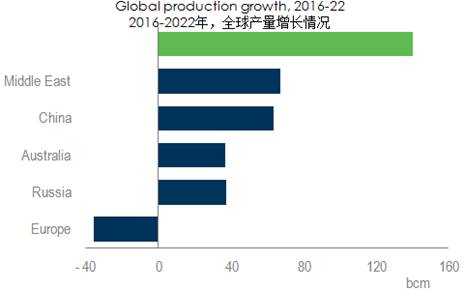 Global production growth, 2016-22
2016-2022年，全球产量增长情况
Middle East
China
Australia
Russia
Europe
-40 0 40 80 120 160
bcm